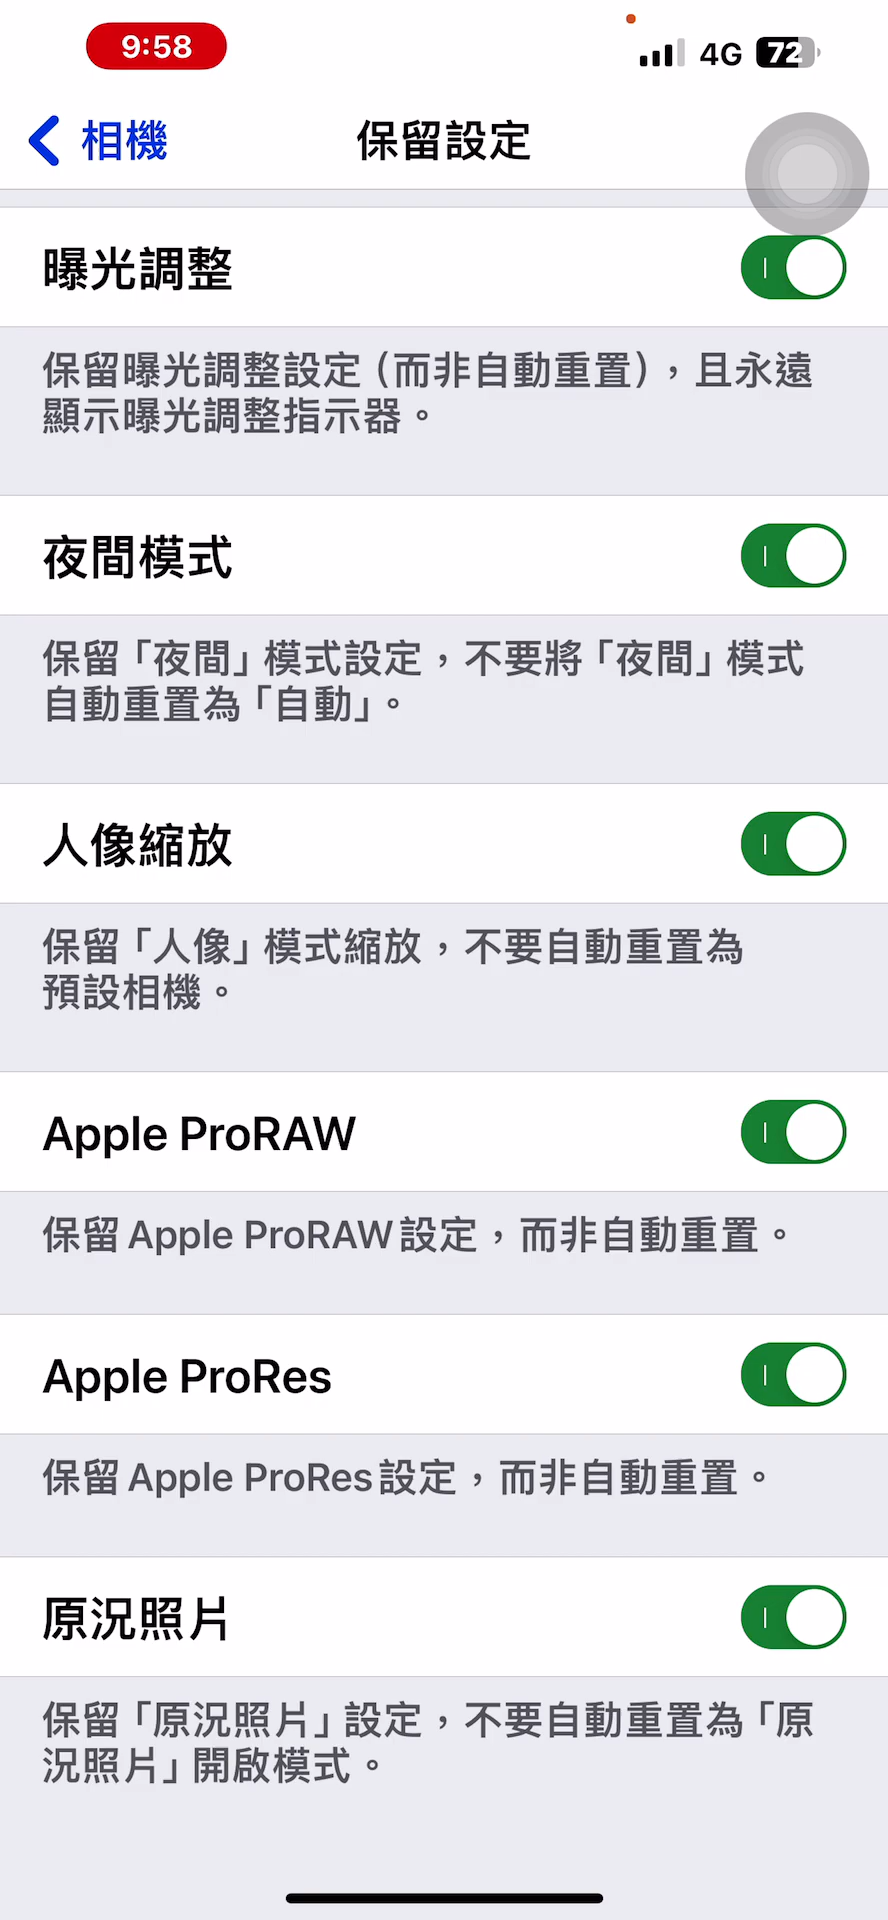 9:58
4G 72
相機
保留設定
曝光調整
保留曝光調整設定（而非自動重置），且永遠
顯示曝光調整指示器。
夜間模式
保留「夜間」模式設定，不要將「夜間」模式
自動重置為「自動」。
人像縮放
保留「人像」模式縮放，不要自動重置為
預設相機。
Apple ProRAW
保留 Apple ProRAW 設定，而非自動重置。
Apple ProRes
保留 Apple ProRes 設定，而非自動重置。
原況照片
保留「原況照片」設定，不要自動重置為「原
況照片」開啟模式。